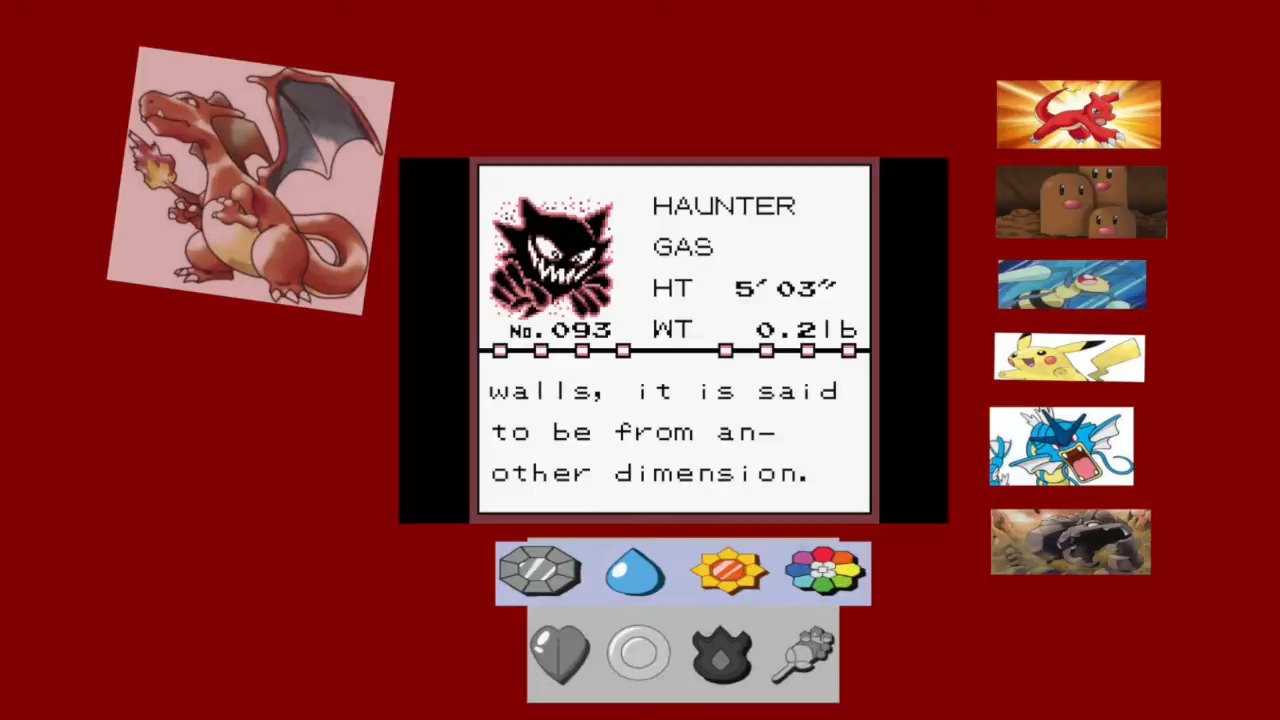 HAUNTER
GAS
HT 5′03″
No.093 WT 0.2lb
walls, it is said
to be from an-
other dimension.